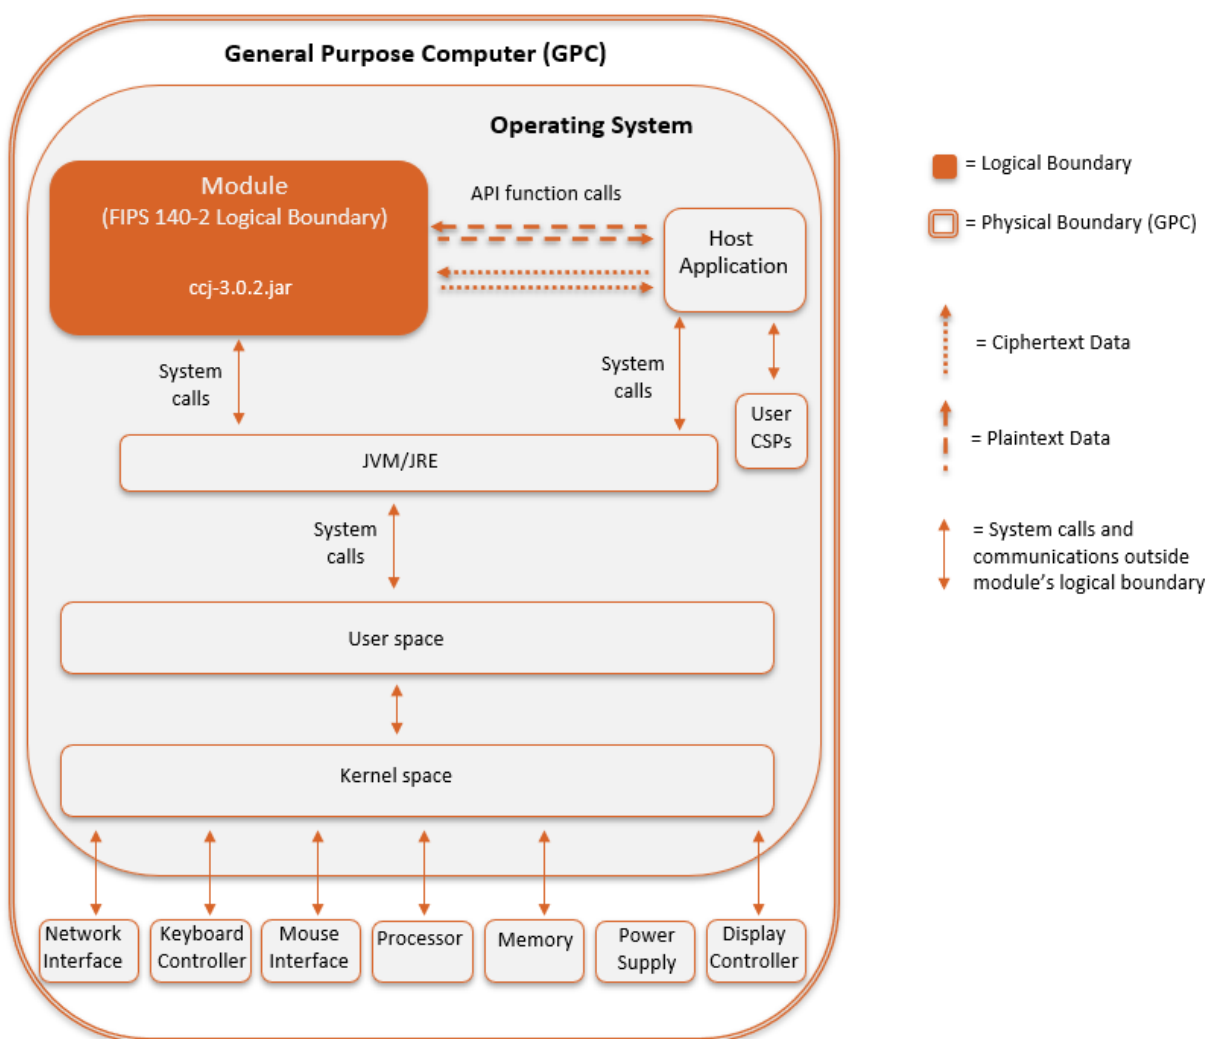 General Purpose Computer (GPC)
Operating System
Module
(FIPS 140-2 Logical Boundary)
ccj-3.0.2.jar
API function calls
Host
Application
System
calls
System
calls
User
CSPs
JVM/JRE
System
calls
User space
Kernel space
Network
Interface
Keyboard
Controller
Mouse
Interface
Processor
Memory
Power
Supply
Display
Controller
= Logical Boundary
= Physical Boundary (GPC)
= Ciphertext Data
= Plaintext Data
= System calls and
communications outside
module's logical boundary